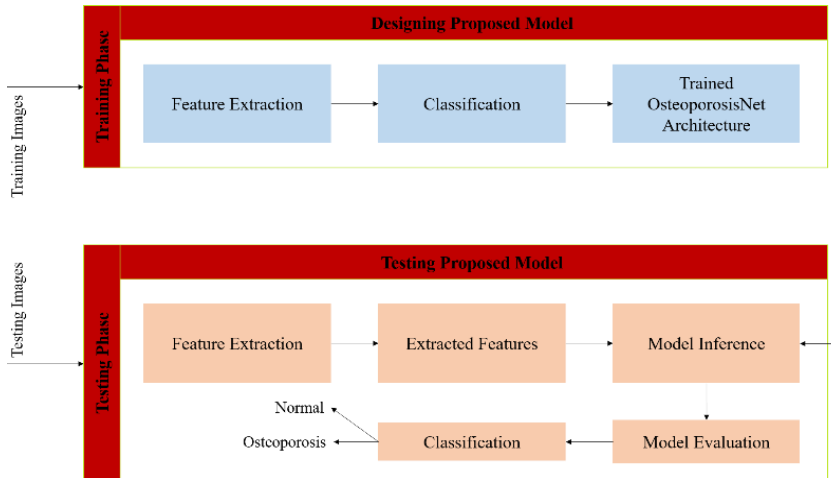 Designing Proposed Model
Training Phase
Training Images
Feature Extraction
Classification
Trained
OsteoporosisNet
Architecture
Testing Proposed Model
Testing Phase
Testing Images
Feature Extraction
Extracted Features
Model Inference
Normal
Osteoporosis
Classification
Model Evaluation